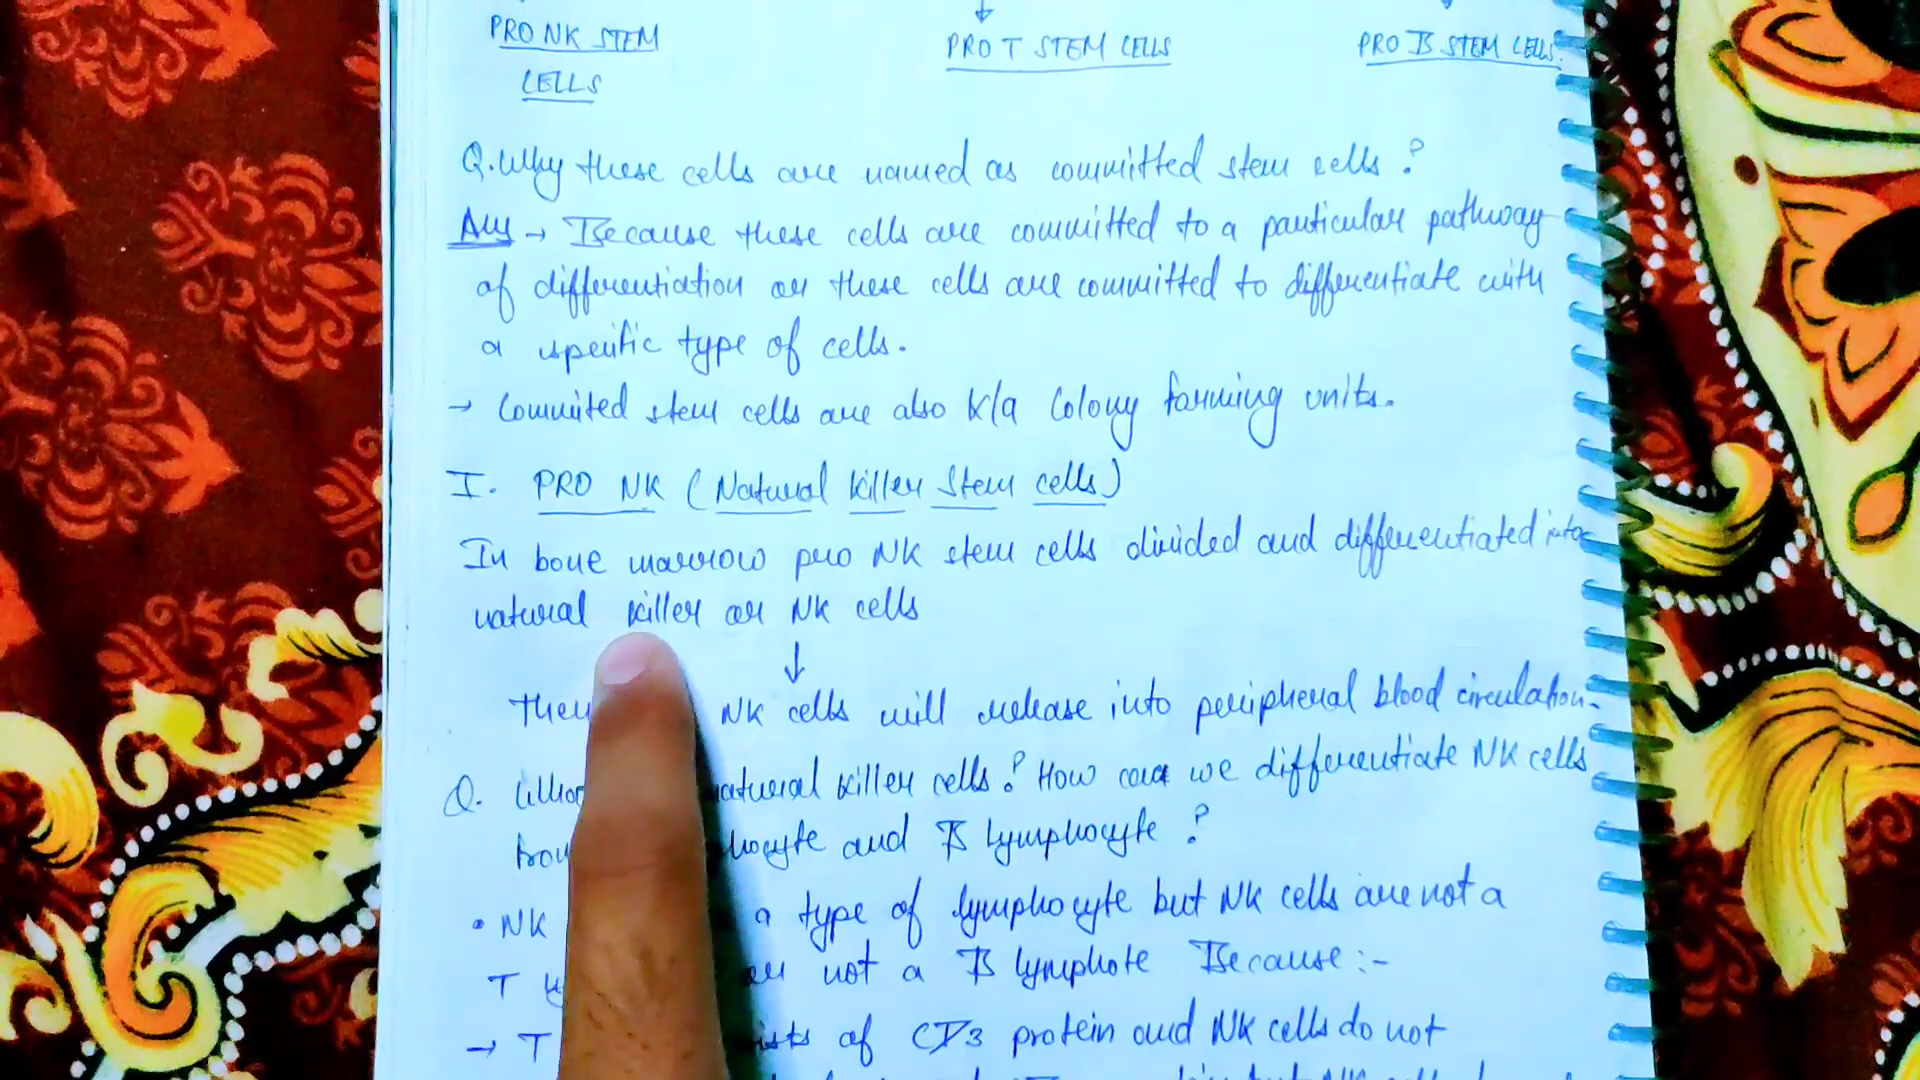 PRO NK STEM CELLS
PRO T STEM CELLS
PRO B STEM CELLS
Q. Why these cells are named as committed stem cells?
Ans → Because these cells are committed to a particular pathway
of differentiation or these cells are committed to differentiate with
a specific type of cells.
→ Commited stem cells are also k/a Colony farming units.
I. PRO NK (Natural killer Stem cells)
In bone marrow pro NK stem cells divided and differentiated into
natural killer or NK cells
↓
NK cells will release into peripheral blood circulation.
Q. natural killer cells? How can we differentiate NK cells
and B lymphocyte?
• NK a type of lymphocyte but NK cells are not a
T or not a B lymphote Because:-
→ T of CD3 protein and NK cells do not